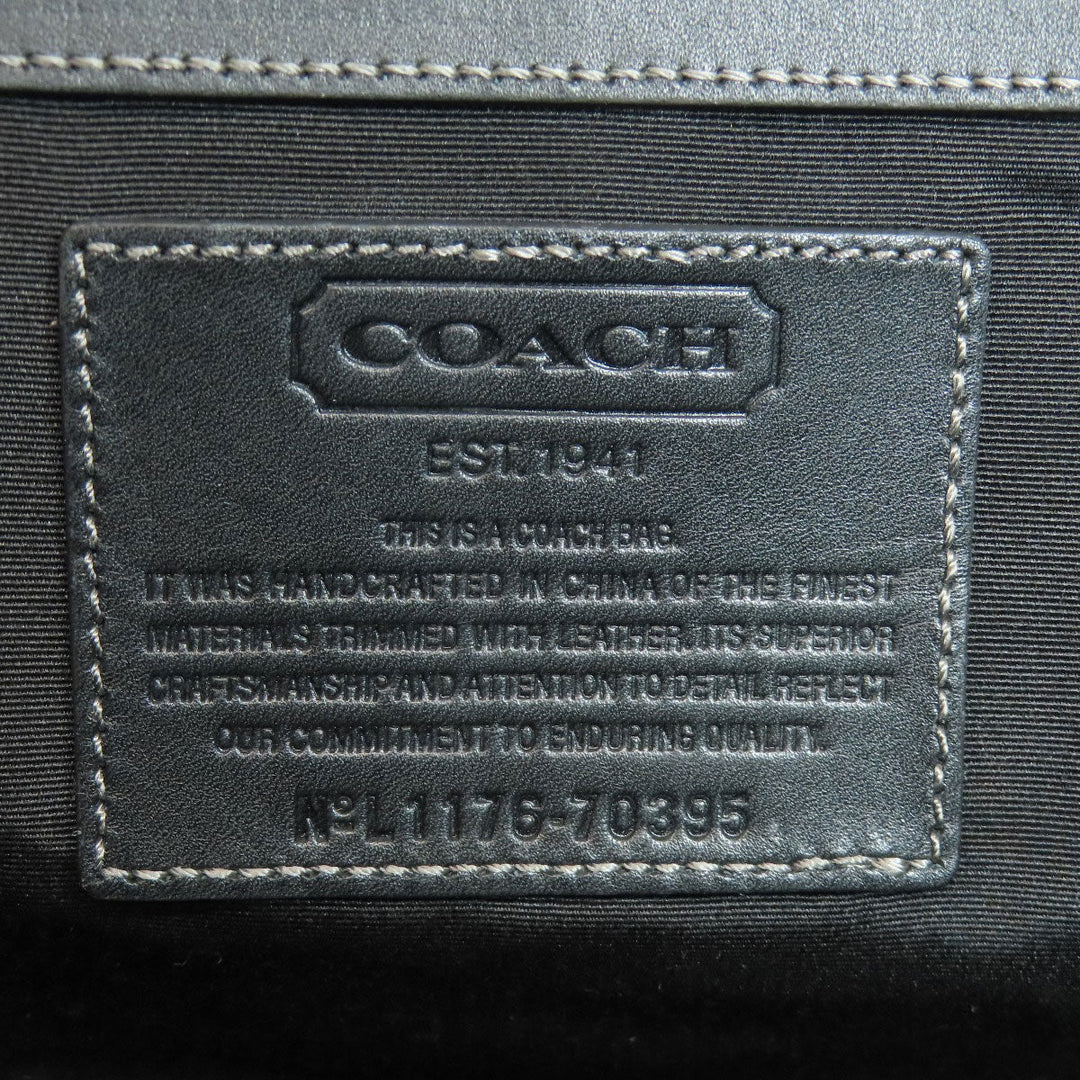 COACH
EST. 1941
THIS IS A COACH BAG.
IT WAS HANDCRAFTED IN CHINA OF THE FINEST
MATERIALS TRIMMED WITH LEATHER. ITS SUPERIOR
CRAFTSMANSHIP AND ATTENTION TO DETAIL REFLECT
OUR COMMITMENT TO ENDURING QUALITY.
Nº L1176-70395